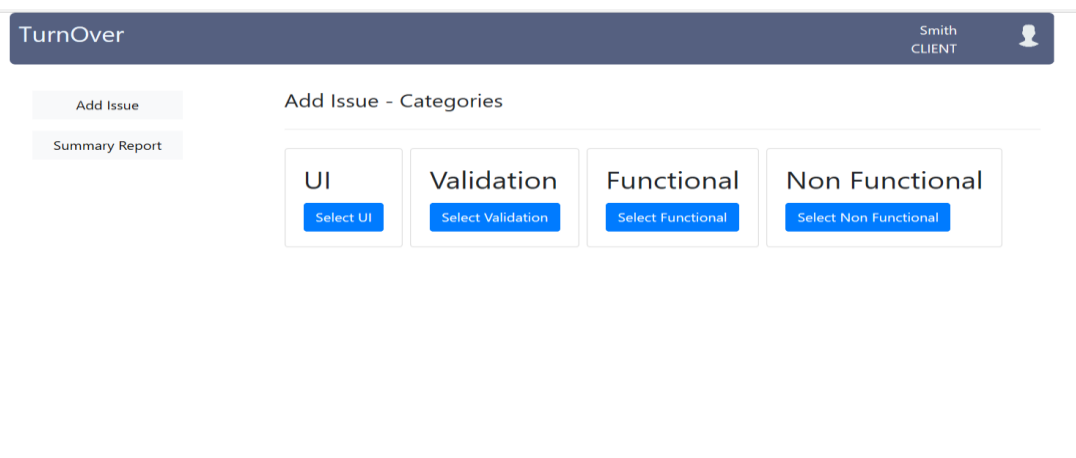 TurnOver
Smith
CLIENT
Add Issue
Summary Report
Add Issue - Categories
UI
Select UI
Validation
Select Validation
Functional
Select Functional
Non Functional
Select Non Functional